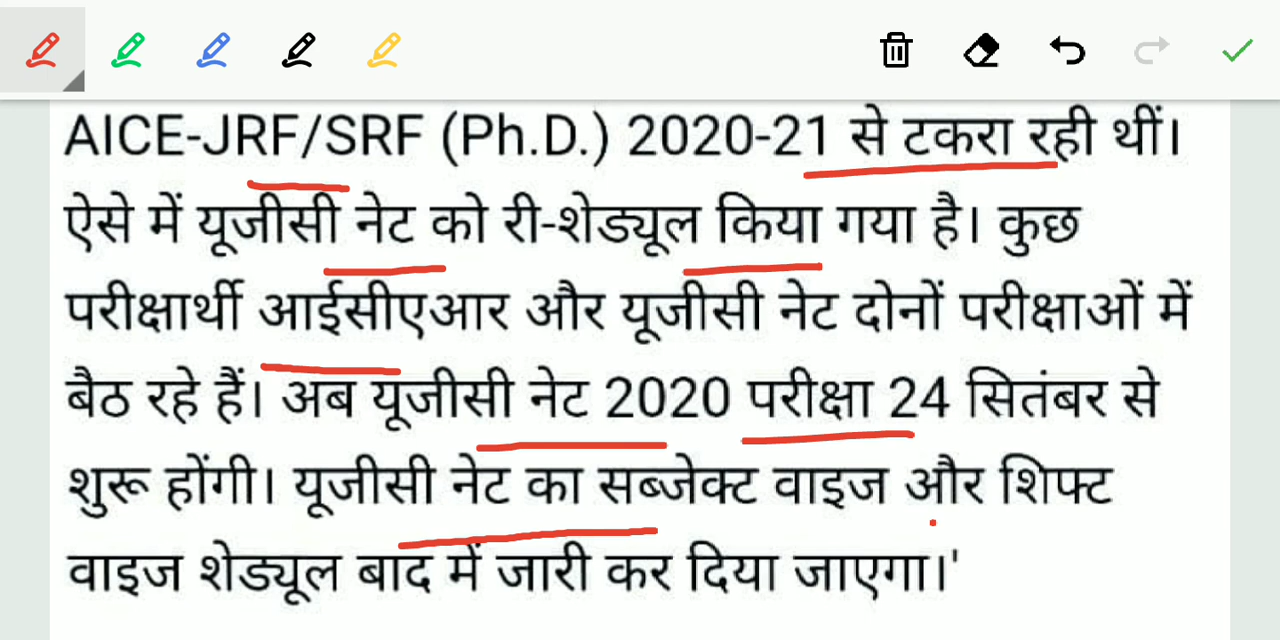 AICE-JRF/SRF (Ph.D.) 2020-21 से टकरा रही थीं।
ऐसे में यूजीसी नेट को री-शेड्यूल किया गया है। कुछ
परीक्षार्थी आईसीएआर और यूजीसी नेट दोनों परीक्षाओं में
बैठ रहे हैं। अब यूजीसी नेट 2020 परीक्षा 24 सितंबर से
शुरू होंगी। यूजीसी नेट का सब्जेक्ट वाइज और शिफ्ट
वाइज शेड्यूल बाद में जारी कर दिया जाएगा।'